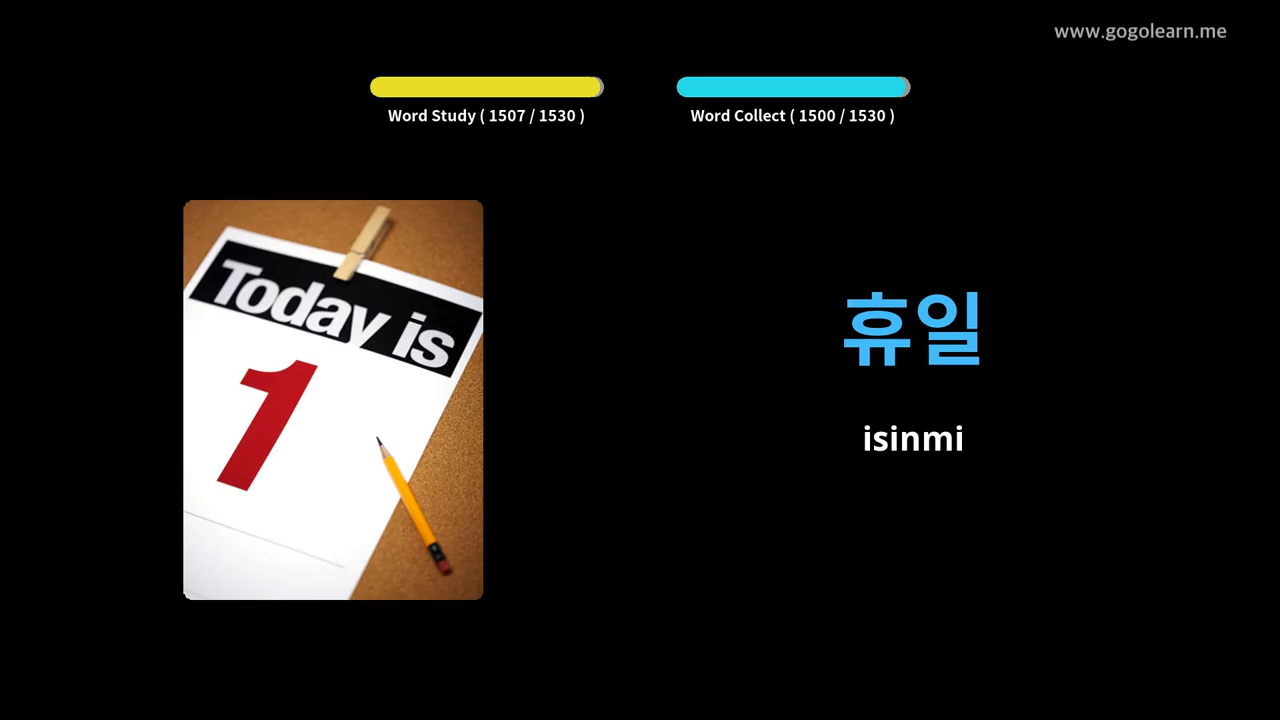 www.gogolearn.me
Word Study ( 1507 / 1530 )
Word Collect ( 1500 / 1530 )
Today is
1
휴일
isinmi